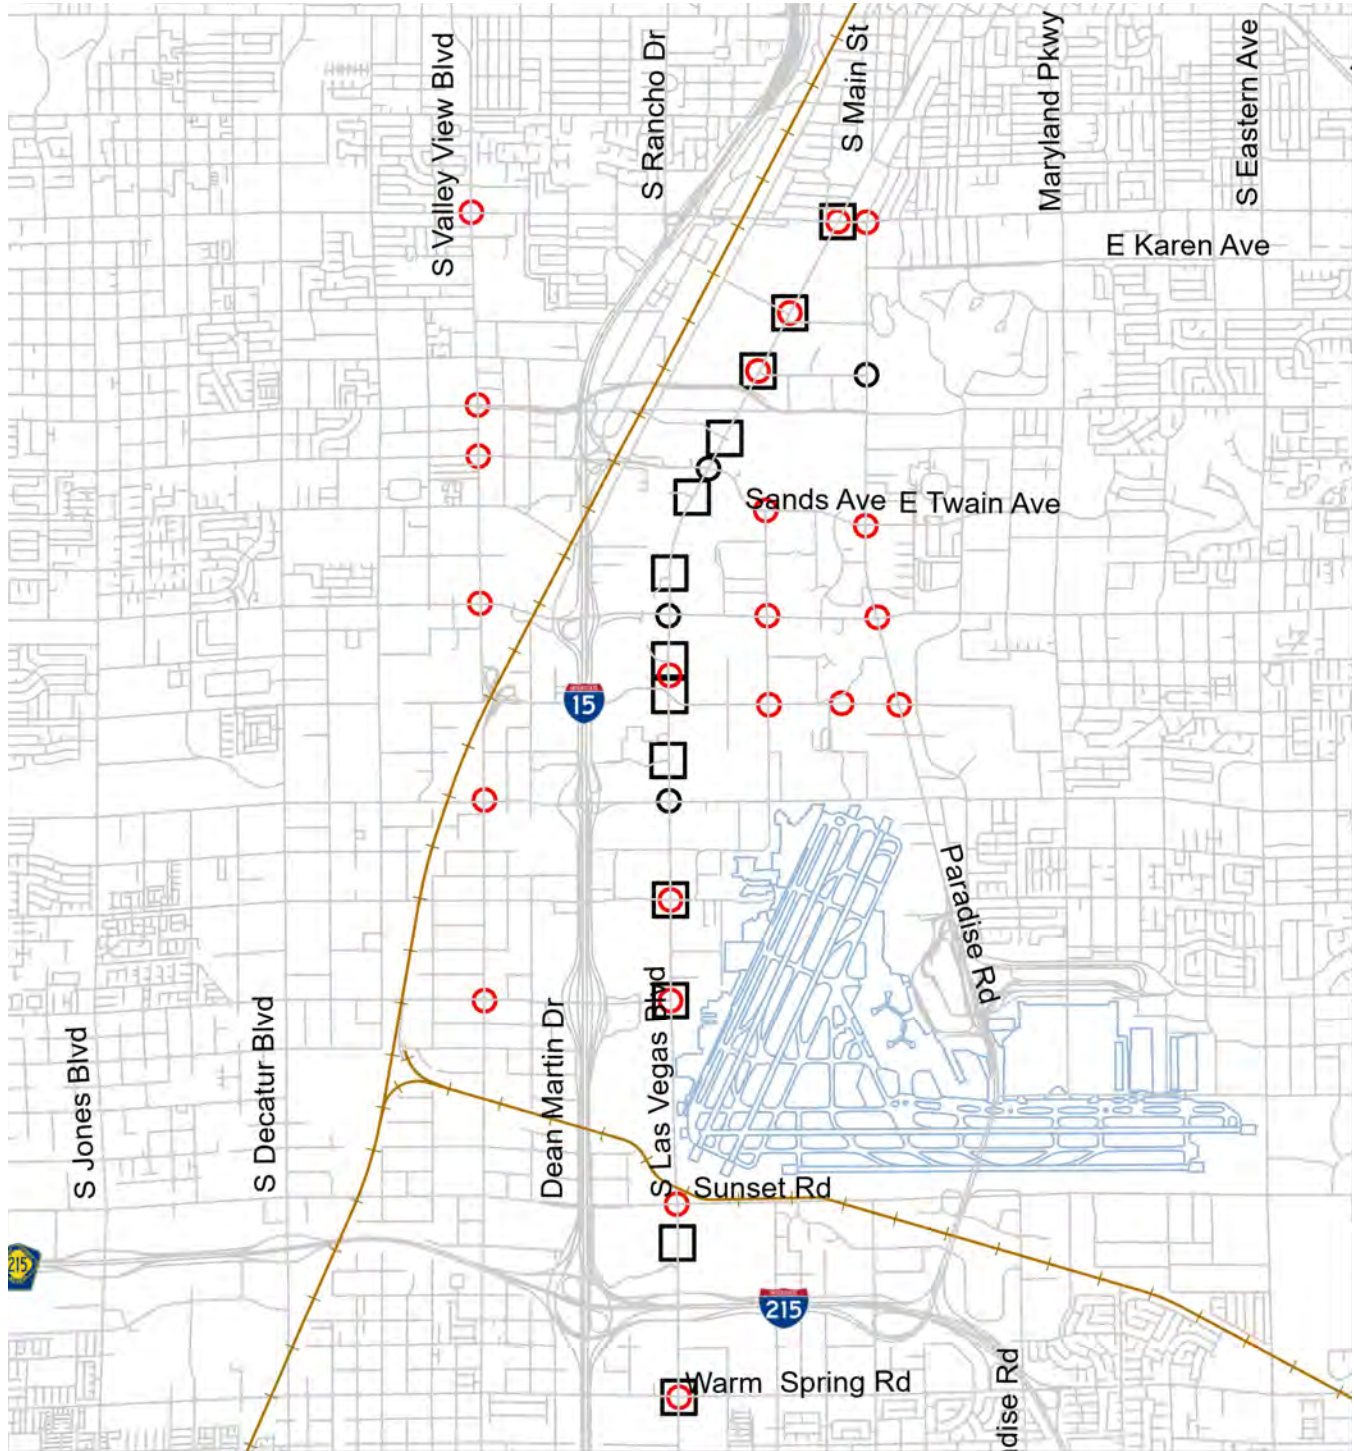 S Valley View Blvd
S Rancho Dr
S Main St
Maryland Pkwy
S Eastern Ave
E Karen Ave
Sands Ave
E Twain Ave
15
Paradise Rd
S Jones Blvd
S Decatur Blvd
Dean Martin Dr
S Las Vegas Blvd
Sunset Rd
215
215
Warm Spring Rd
dise Rd